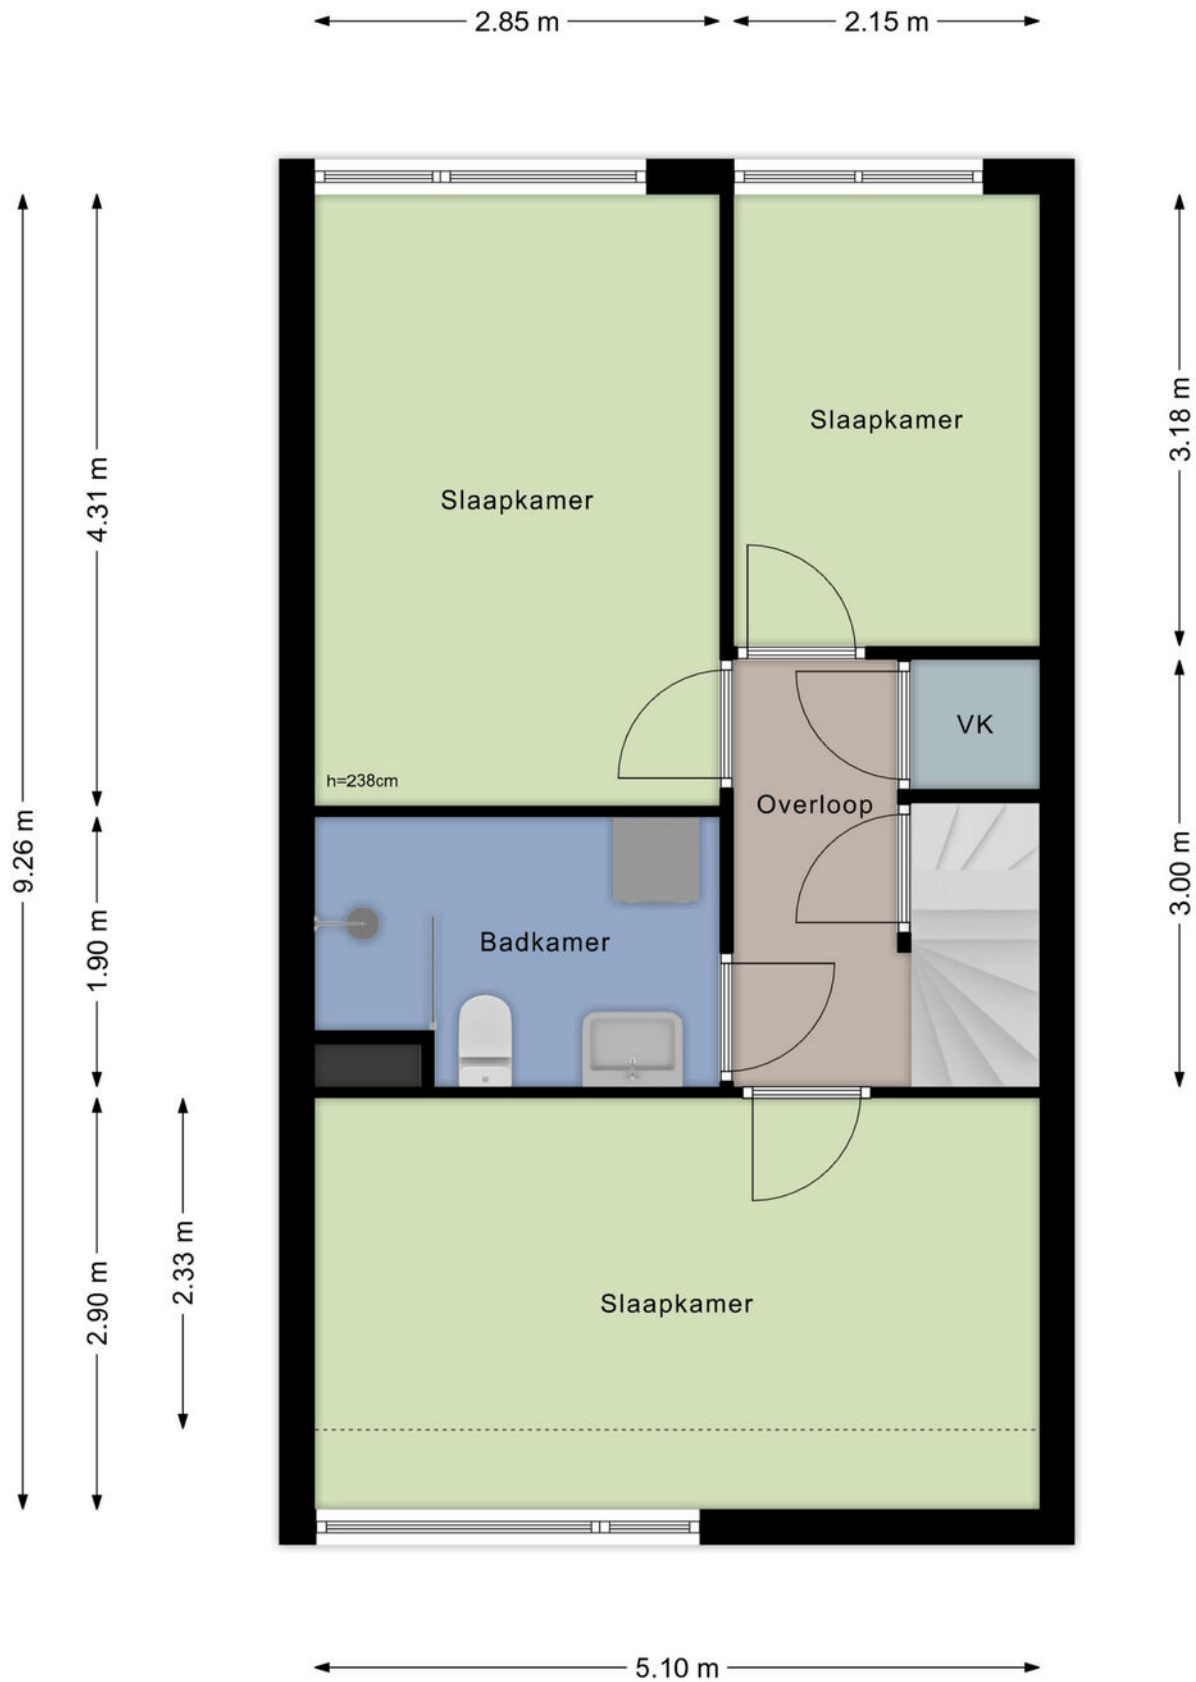 2.85 m
2.15 m
Slaapkamer
3.18 m
4.31 m
Slaapkamer
VK
h=238cm
Overloop
9.26 m
3.00 m
1.90 m
Badkamer
2.33 m
2.90 m
Slaapkamer
5.10 m